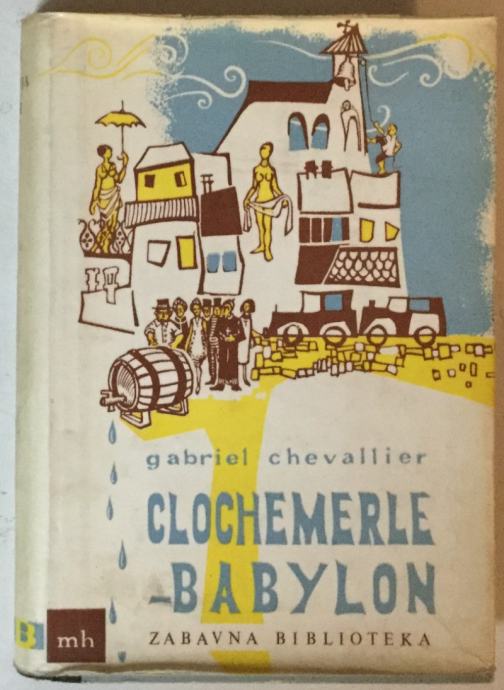 gabriel chevallier
CLOCHEMERLE
-BABYLON
ZABAVNA BIBLIOTEKA
mh
B